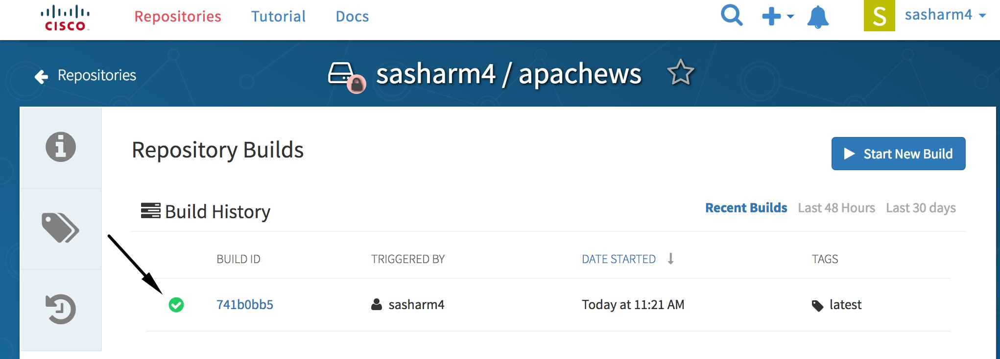 CISCO
Repositories Tutorial Docs
S sasharm4
Repositories
sasharm4 / apachews
Repository Builds
Start New Build
Build History
Recent Builds Last 48 Hours Last 30 days
BUILD ID TRIGGERED BY DATE STARTED TAGS
741b0bb5 sasharm4 Today at 11:21 AM latest